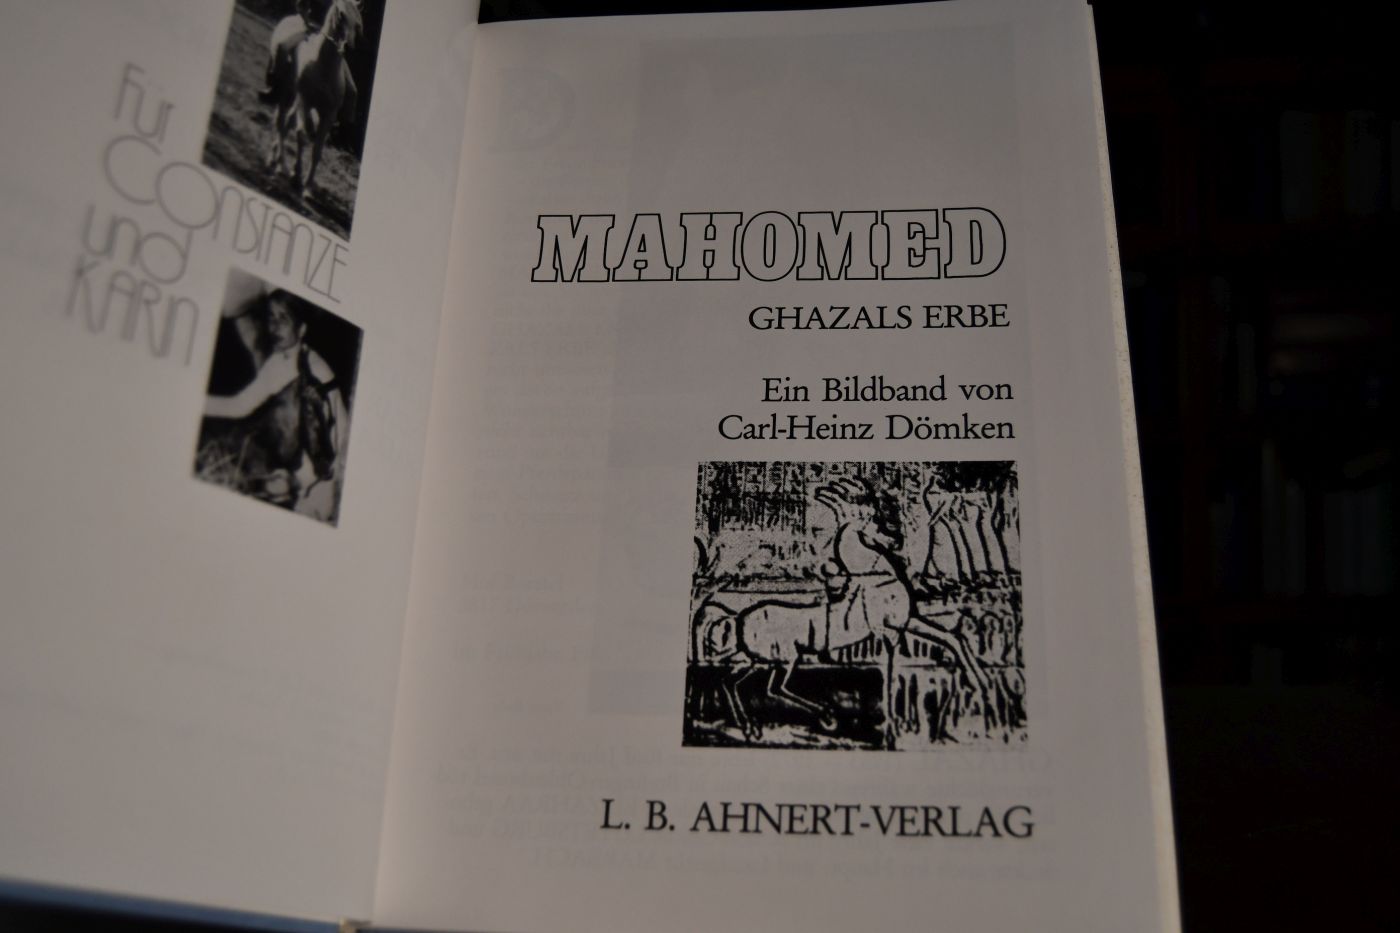 Für
CONSTANZE
und
KARIN
MAHOMED
GHAZALS ERBE
Ein Bildband von
Carl-Heinz Dömken
L. B. AHNERT-VERLAG